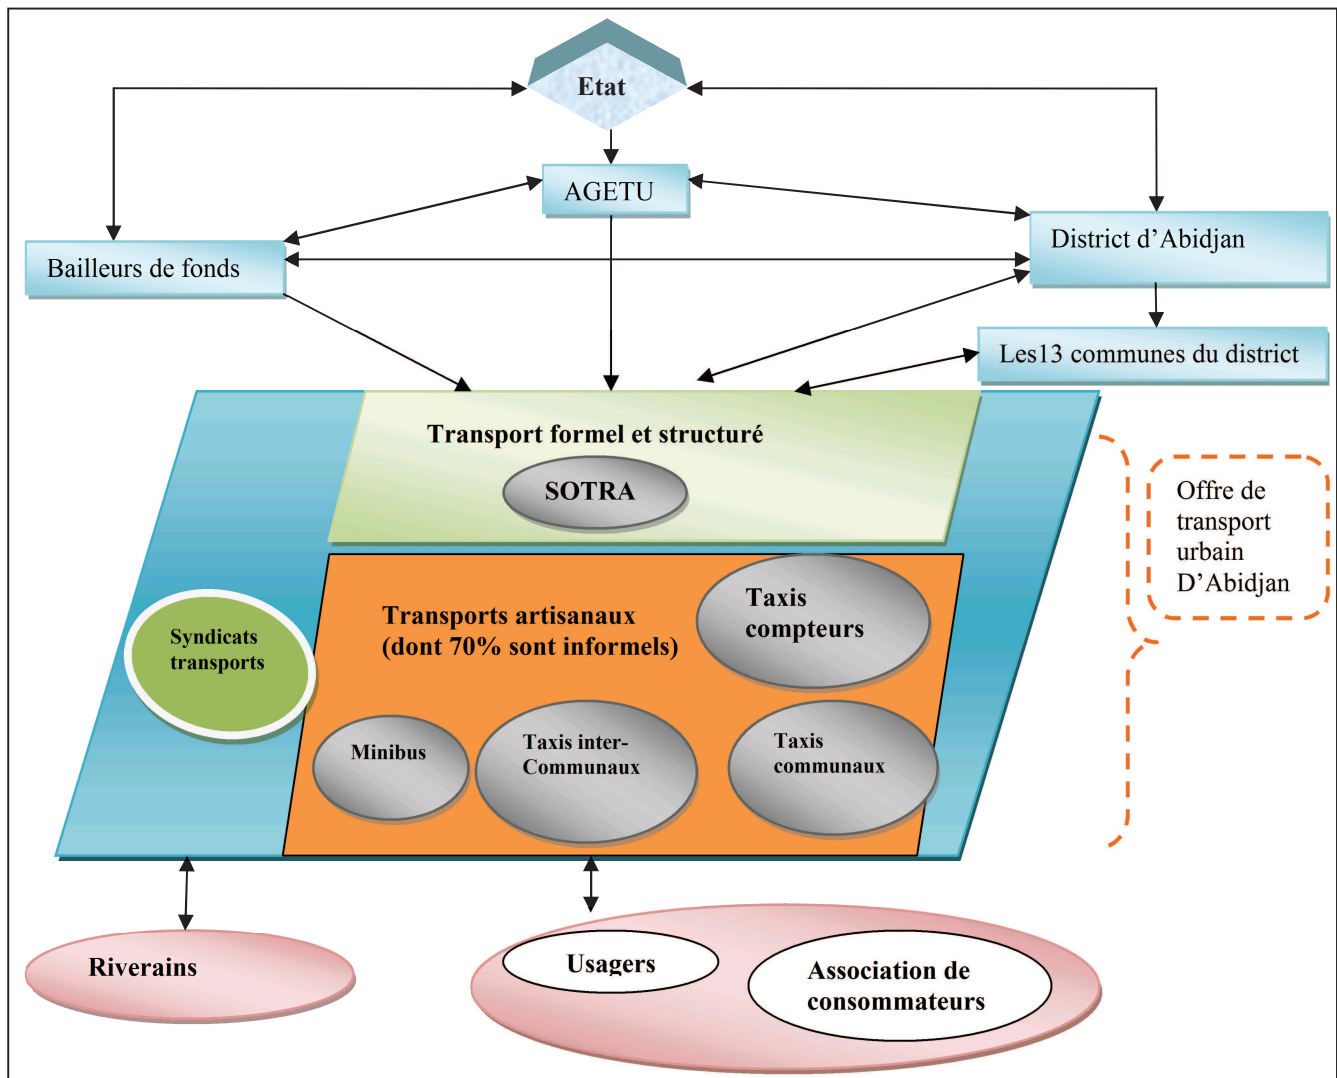 Etat
AGETU
District d'Abidjan
Bailleurs de fonds
Les13 communes du district
Transport formel et structuré
SOTRA
Offre de
transport
urbain
D'Abidjan
Transports artisanaux
(dont 70% sont informels)
Taxis
compteurs
Syndicats
transports
Minibus
Taxis inter-
Communaux
Taxis
communaux
Riverains
Usagers
Association de
consommateurs